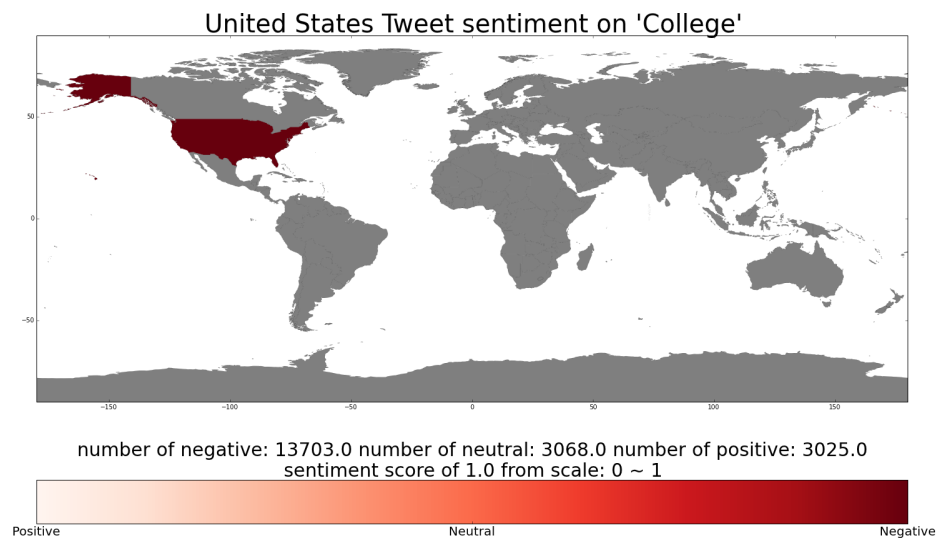 United States Tweet sentiment on 'College'
50
0
−50
−150 −100 −50 0 50 100 150
number of negative: 13703.0 number of neutral: 3068.0 number of positive: 3025.0
sentiment score of 1.0 from scale: 0 ~ 1
Positive Neutral Negative